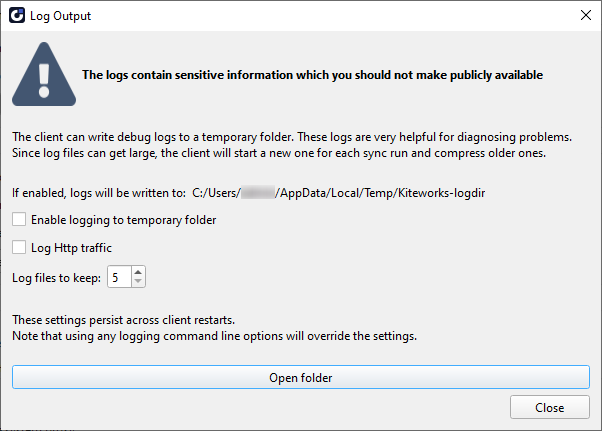 Log Output
The logs contain sensitive information which you should not make publicly available
The client can write debug logs to a temporary folder. These logs are very helpful for diagnosing problems.
Since log files can get large, the client will start a new one for each sync run and compress older ones.
If enabled, logs will be written to: C:/Users/ /AppData/Local/Temp/Kiteworks-logdir
Enable logging to temporary folder
Log Http traffic
Log files to keep: 5
These settings persist across client restarts.
Note that using any logging command line options will override the settings.
Open folder
Close